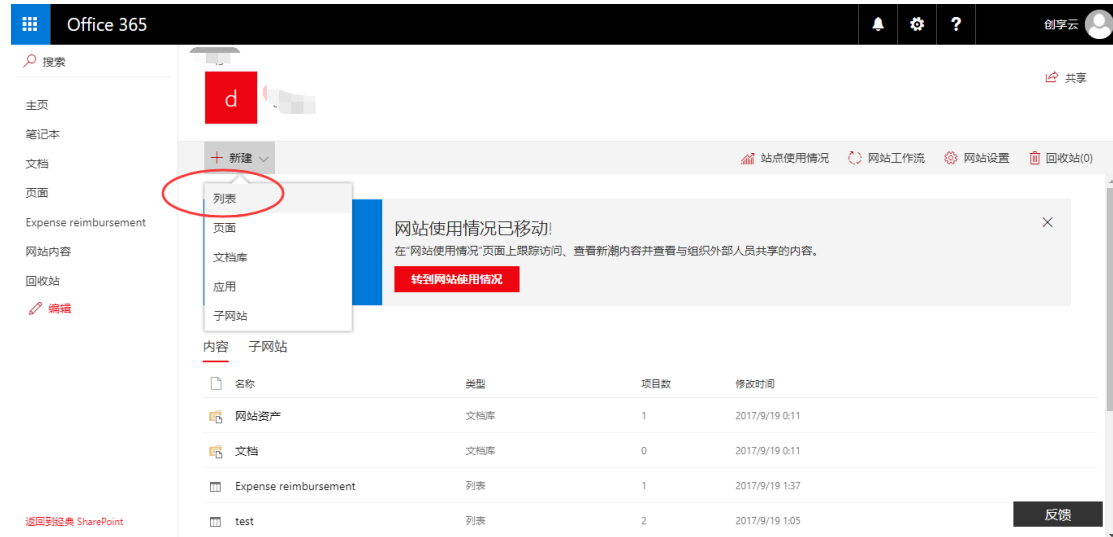 Office 365
?
创享云
搜索
d
共享
主页
笔记本
文档
页面
Expense reimbursement
网站内容
回收站
编辑
返回到经典 SharePoint
新建
站点使用情况
网站工作流
网站设置
回收站(0)
列表
页面
文档库
应用
子网站
网站使用情况已移动!
在“网站使用情况”页面上跟踪访问、查看新潮内容并查看与组织外部人员共享的内容。
转到网站使用情况
内容 子网站
名称 类型 项目数 修改时间
网站资产 文档库 1 2017/9/19 0:11
文档 文档库 0 2017/9/19 0:11
Expense reimbursement 列表 1 2017/9/19 1:37
test 列表 2 2017/9/19 1:05
反馈